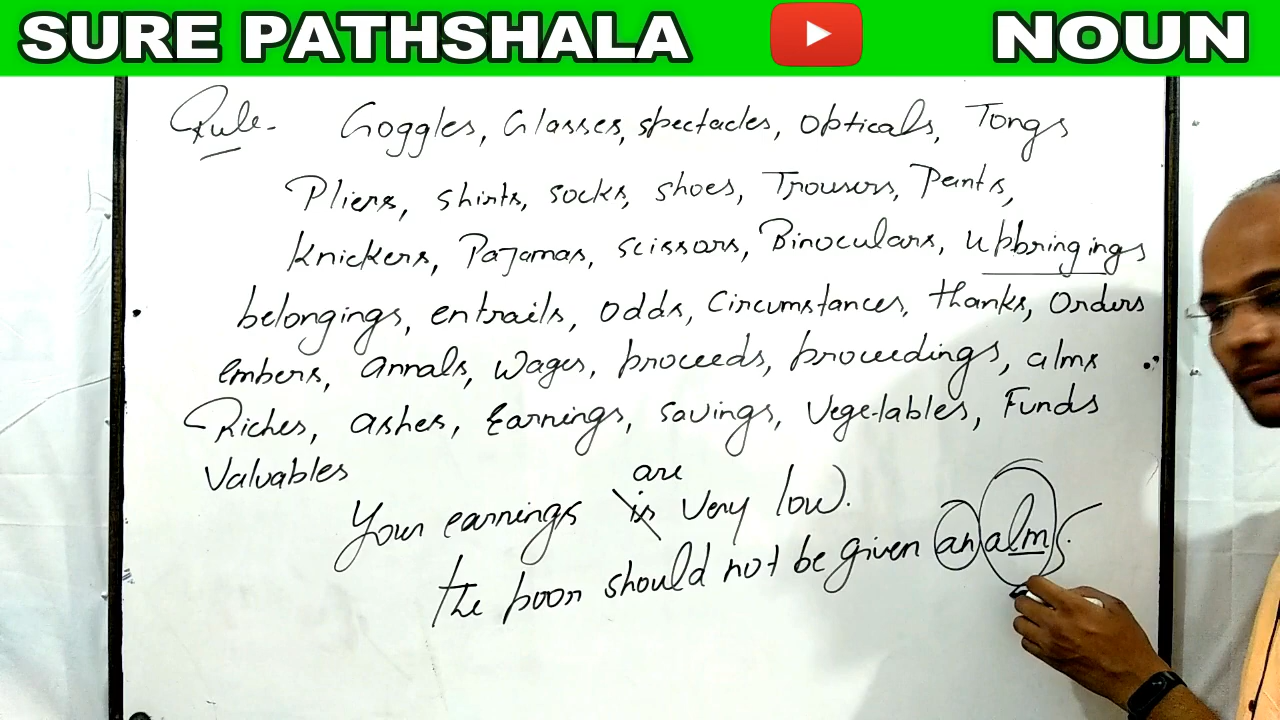 SURE PATHSHALA NOUN
Rule- Goggles, Glasses, spectacles, Opticals, Tongs
Pliers, shirts, socks, shoes, Trousers, Pants,
Knickers, Pajamas, scissors, Binoculars, upbringings
belongings, entrails, Odds, Circumstances, thanks, Orders
embers, annals, Wages, proceeds, proceedings, alms
Riches, ashes, Earnings, Savings, Vegetables, Funds
Valuables
are
Your earnings is very low.
the poor should not be given an alms.